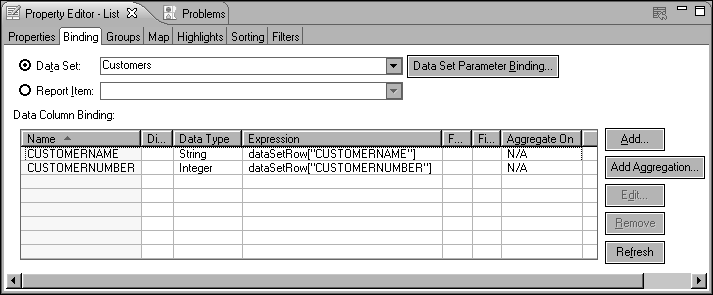 Property Editor - List Problems
Properties Binding Groups Map Highlights Sorting Filters
Data Set: Customers Data Set Parameter Binding...
Report Item:
Data Column Binding:
Name Di... Data Type Expression F... Fi... Aggregate On
CUSTOMERNAME String dataSetRow["CUSTOMERNAME"] N/A
CUSTOMERNUMBER Integer dataSetRow["CUSTOMERNUMBER"] N/A
Add...
Add Aggregation...
Edit...
Remove
Refresh